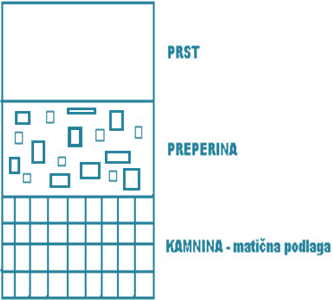 PRST
PREPERINA
KAMNINA - matična podlaga